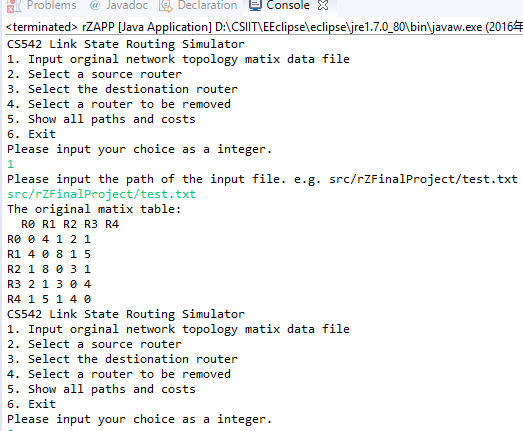 Problems @ Javadoc Declaration Console
<terminated> rZAPP [Java Application] D:\CSIIT\EEclipse\eclipse\jre1.7.0_80\bin\javaw.exe (2016年
CS542 Link State Routing Simulator
1. Input orginal network topology matix data file
2. Select a source router
3. Select the destionation router
4. Select a router to be removed
5. Show all paths and costs
6. Exit
Please input your choice as a integer.
1
Please input the path of the input file. e.g. src/rZFinalProject/test.txt
src/rZFinalProject/test.txt
The original matix table:
R0 R1 R2 R3 R4
R0 0 4 1 2 1
R1 4 0 8 1 5
R2 1 8 0 3 1
R3 2 1 3 0 4
R4 1 5 1 4 0
CS542 Link State Routing Simulator
1. Input orginal network topology matix data file
2. Select a source router
3. Select the destionation router
4. Select a router to be removed
5. Show all paths and costs
6. Exit
Please input your choice as a integer.